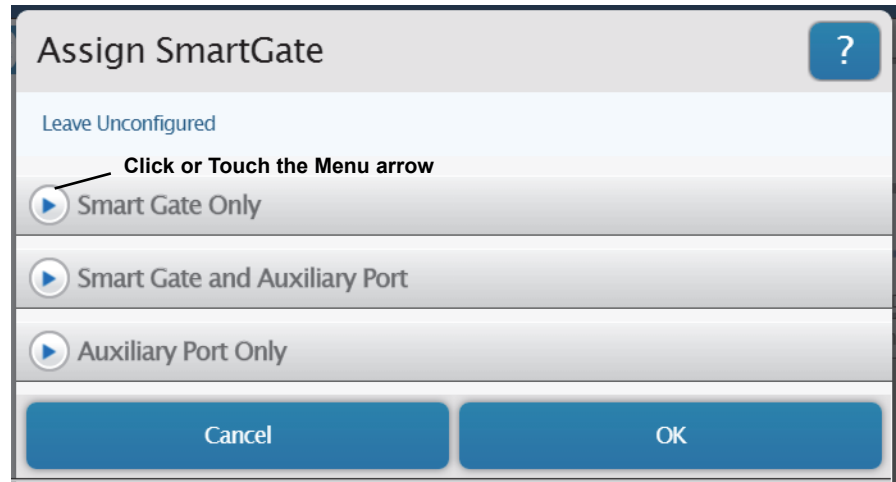 Assign SmartGate
?
Leave Unconfigured
Click or Touch the Menu arrow
Smart Gate Only
Smart Gate and Auxiliary Port
Auxiliary Port Only
Cancel
OK